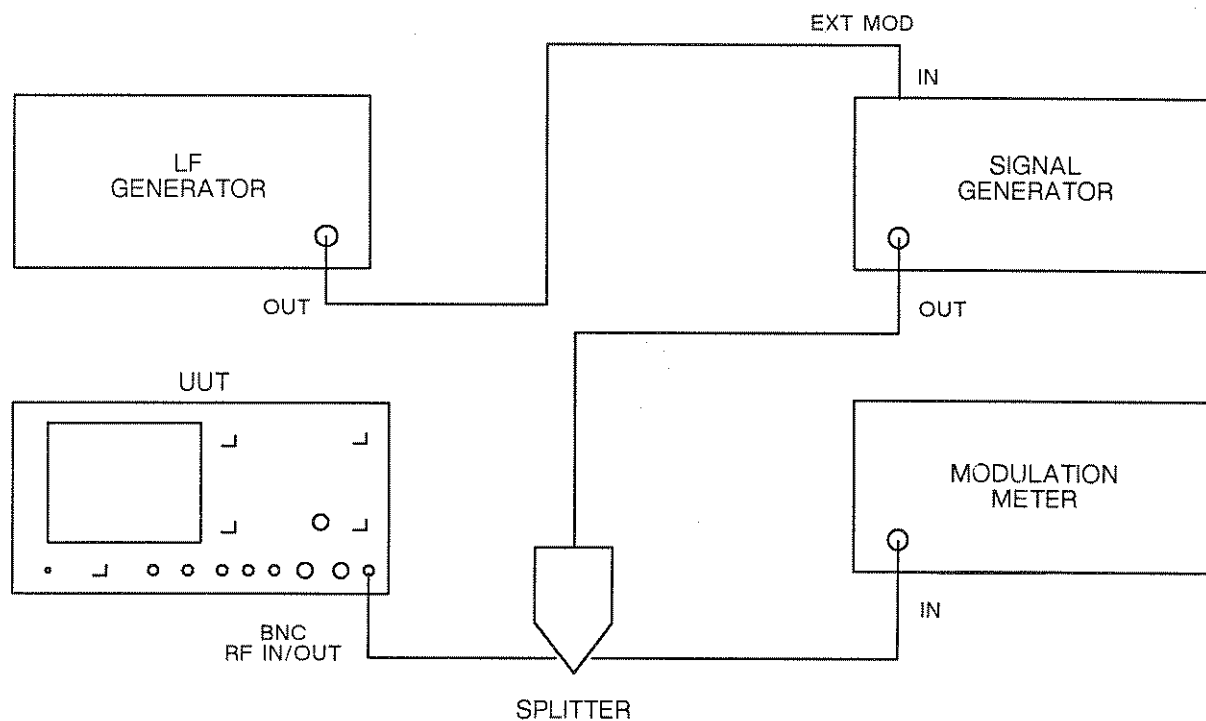 EXT MOD
IN
LF
GENERATOR
SIGNAL
GENERATOR
OUT
OUT
UUT
MODULATION
METER
IN
BNC
RF IN/OUT
SPLITTER